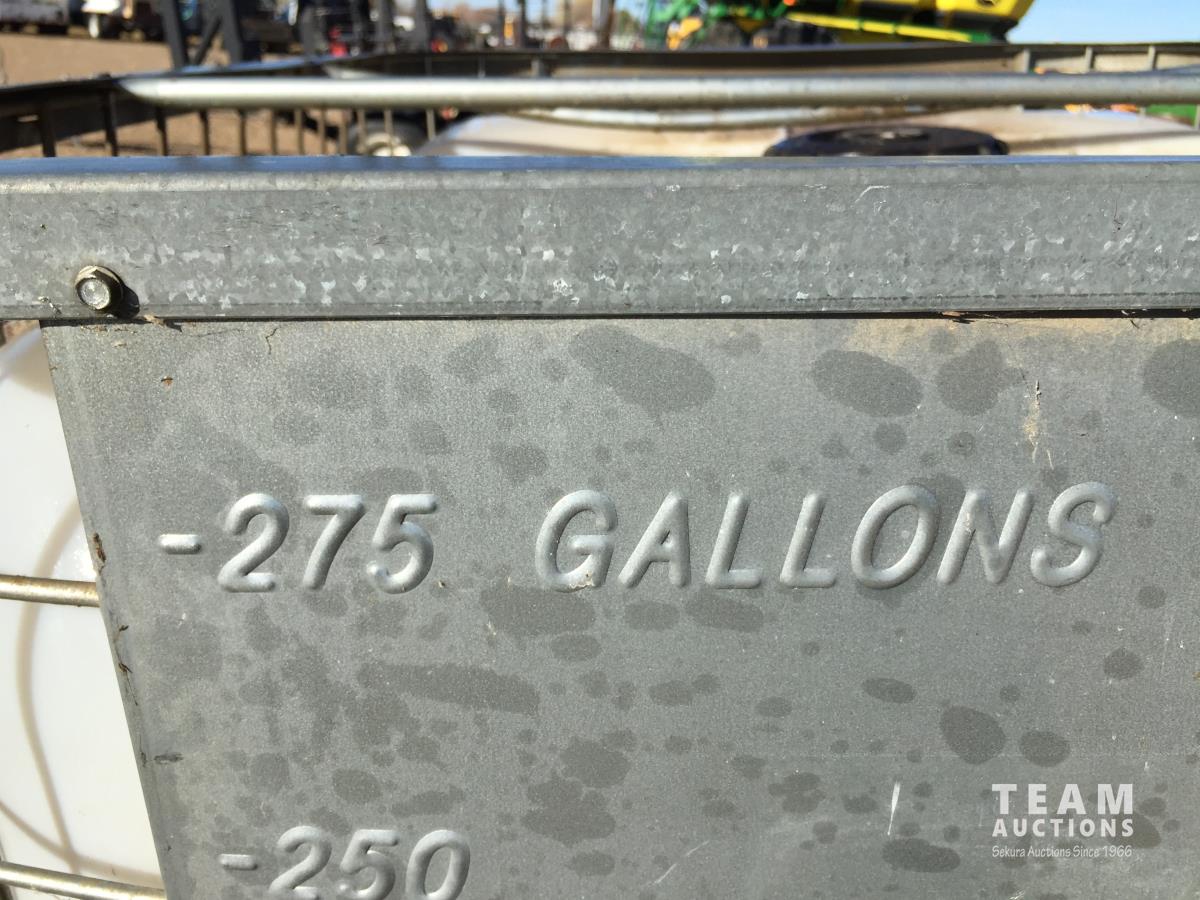 -275 GALLONS
-250
TEAM
AUCTIONS
Sekura Auctions Since 1966